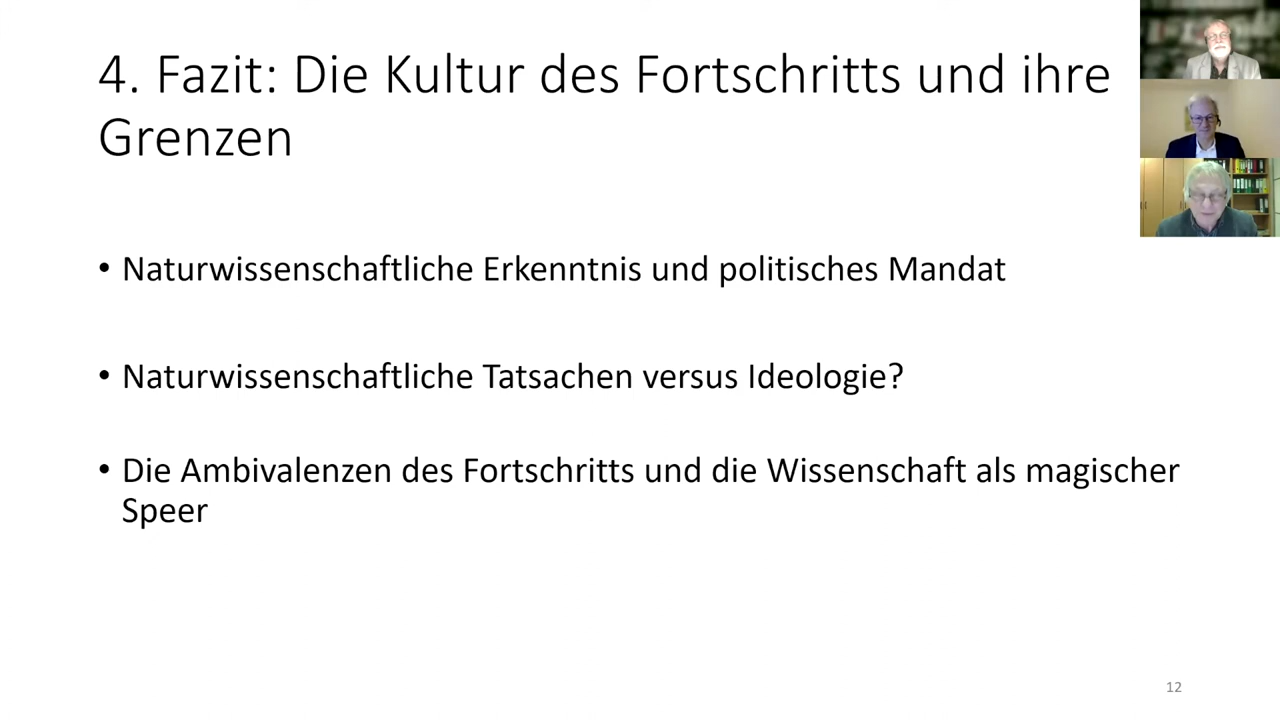 4. Fazit: Die Kultur des Fortschritts und ihre
Grenzen
• Naturwissenschaftliche Erkenntnis und politisches Mandat
• Naturwissenschaftliche Tatsachen versus Ideologie?
• Die Ambivalenzen des Fortschritts und die Wissenschaft als magischer
Speer
12